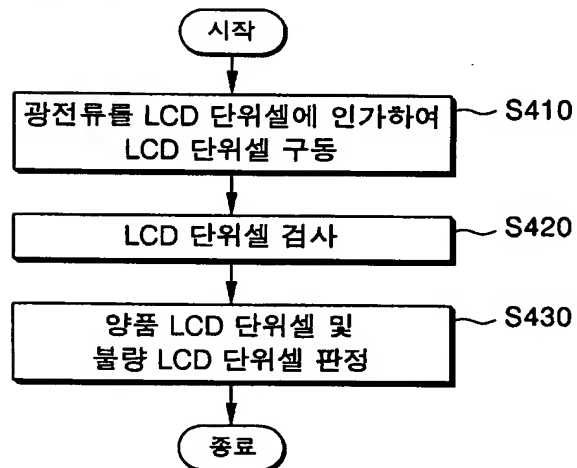 시작
광전류를 LCD 단위셀에 인가하여
LCD 단위셀 구동
S410
LCD 단위셀 검사
S420
양품 LCD 단위셀 및
불량 LCD 단위셀 판정
S430
종료